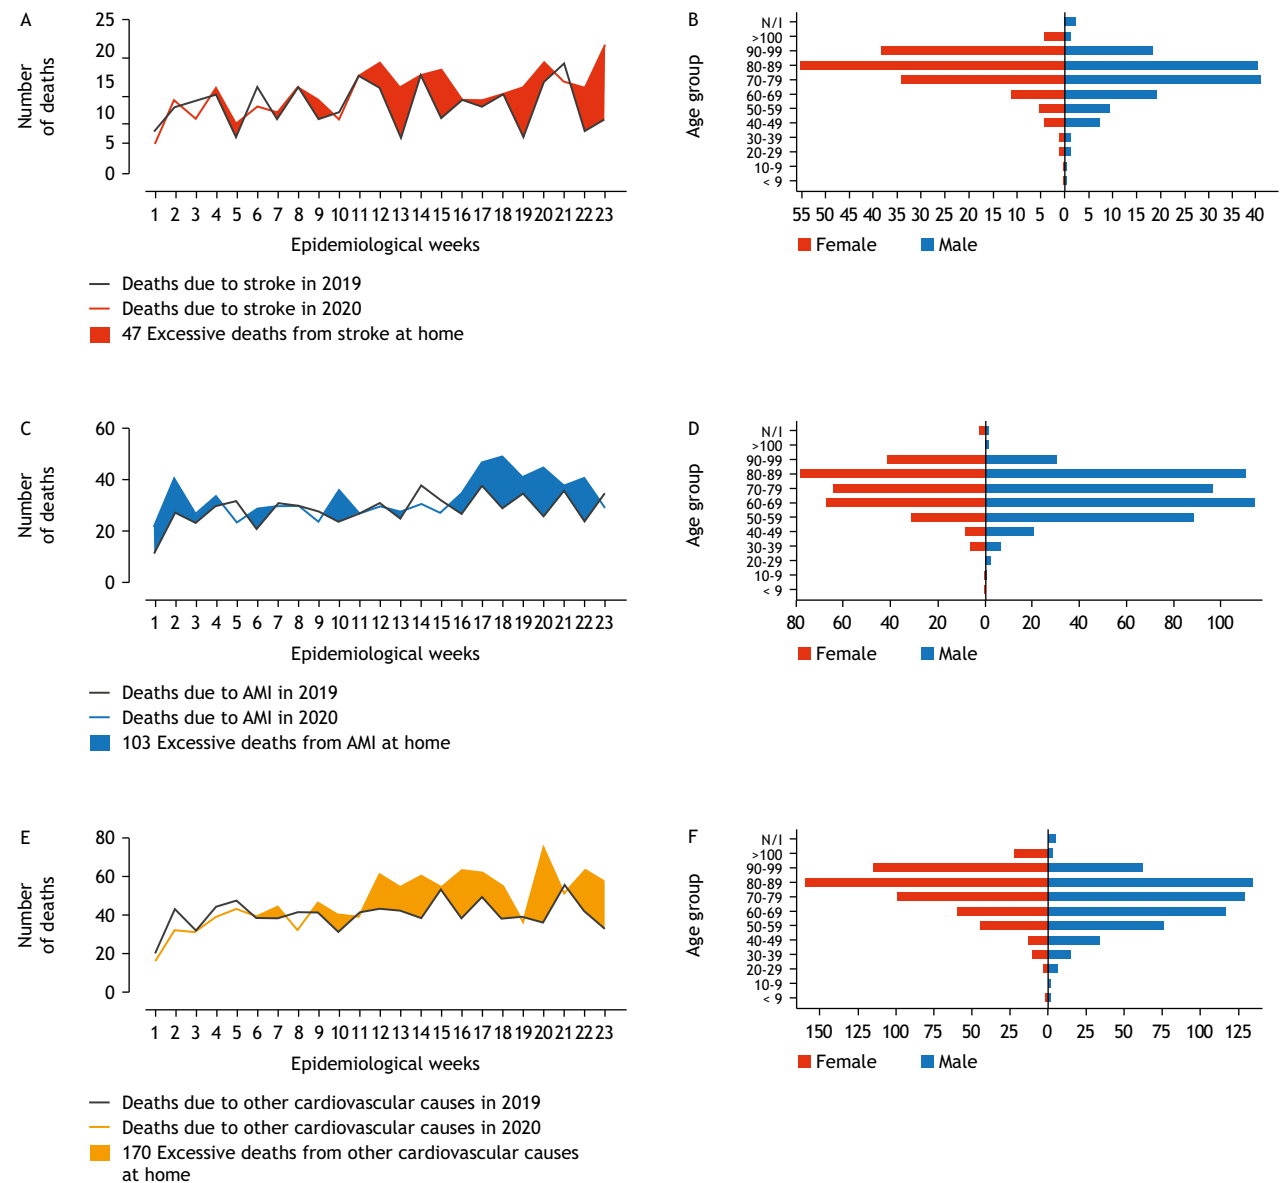 A
Number
of deaths
25
20
15
10
5
0
1 2 3 4 5 6 7 8 9 10 11 12 13 14 15 16 17 18 19 20 21 22 23
Epidemiological weeks
Deaths due to stroke in 2019
Deaths due to stroke in 2020
47 Excessive deaths from stroke at home
B
Age group
N/I
>100
90-99
80-89
70-79
60-69
50-59
40-49
30-39
20-29
10-9
< 9
55 50 45 40 35 30 25 20 15 10 5 0 5 10 15 20 25 30 35 40
Female Male
C
Number
of deaths
60
40
20
0
1 2 3 4 5 6 7 8 9 10 11 12 13 14 15 16 17 18 19 20 21 22 23
Epidemiological weeks
Deaths due to AMI in 2019
Deaths due to AMI in 2020
103 Excessive deaths from AMI at home
D
Age group
N/I
>100
90-99
80-89
70-79
60-69
50-59
40-49
30-39
20-29
10-9
< 9
80 60 40 20 0 20 40 60 80 100
Female Male
E
Number
of deaths
80
60
40
20
0
1 2 3 4 5 6 7 8 9 10 11 12 13 14 15 16 17 18 19 20 21 22 23
Epidemiological weeks
Deaths due to other cardiovascular causes in 2019
Deaths due to other cardiovascular causes in 2020
170 Excessive deaths from other cardiovascular causes
at home
F
Age group
N/I
>100
90-99
80-89
70-79
60-69
50-59
40-49
30-39
20-29
10-9
< 9
150 125 100 75 50 25 0 25 50 75 100 125
Female Male